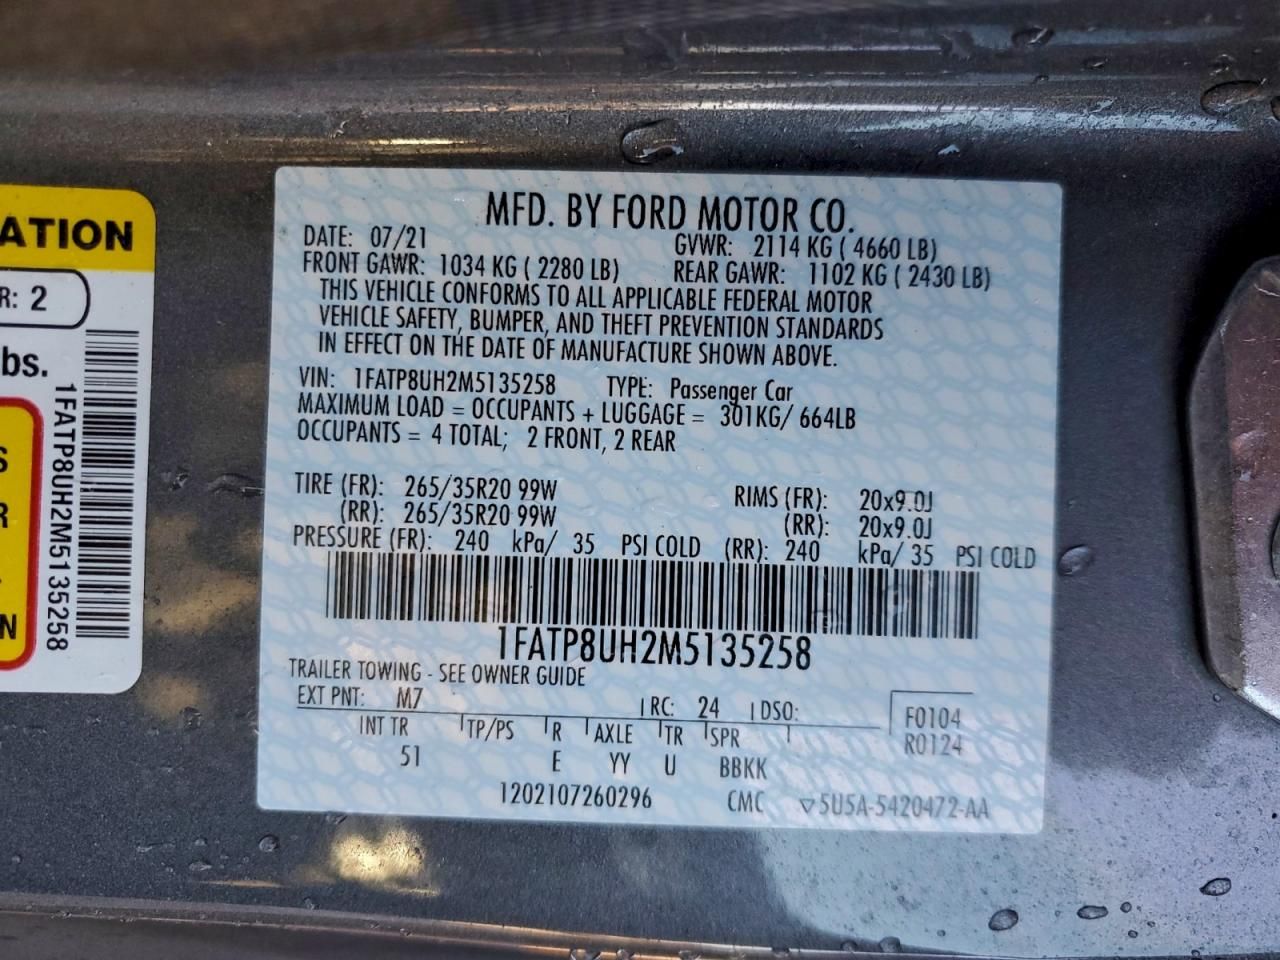 ATION
R: 2
bs.
S
R
N
1FATP8UH2M5135258
MFD. BY FORD MOTOR CO.
DATE: 07/21 GVWR: 2114 KG ( 4660 LB)
FRONT GAWR: 1034 KG ( 2280 LB) REAR GAWR: 1102 KG ( 2430 LB)
THIS VEHICLE CONFORMS TO ALL APPLICABLE FEDERAL MOTOR
VEHICLE SAFETY, BUMPER, AND THEFT PREVENTION STANDARDS
IN EFFECT ON THE DATE OF MANUFACTURE SHOWN ABOVE.
VIN: 1FATP8UH2M5135258 TYPE: Passenger Car
MAXIMUM LOAD = OCCUPANTS + LUGGAGE = 301KG/ 664LB
OCCUPANTS = 4 TOTAL; 2 FRONT, 2 REAR
TIRE (FR): 265/35R20 99W RIMS (FR): 20x9.0J
(RR): 265/35R20 99W (RR): 20x9.0J
PRESSURE (FR): 240 kPa/ 35 PSI COLD (RR): 240 kPa/ 35 PSI COLD
1FATP8UH2M5135258
TRAILER TOWING - SEE OWNER GUIDE
EXT PNT: M7 RC: 24 DSO: F0104
INT TR TP/PS R AXLE TR SPR R0124
51 E YY U BBKK
1202107260296 CMC ▽5U5A-5420472-AA